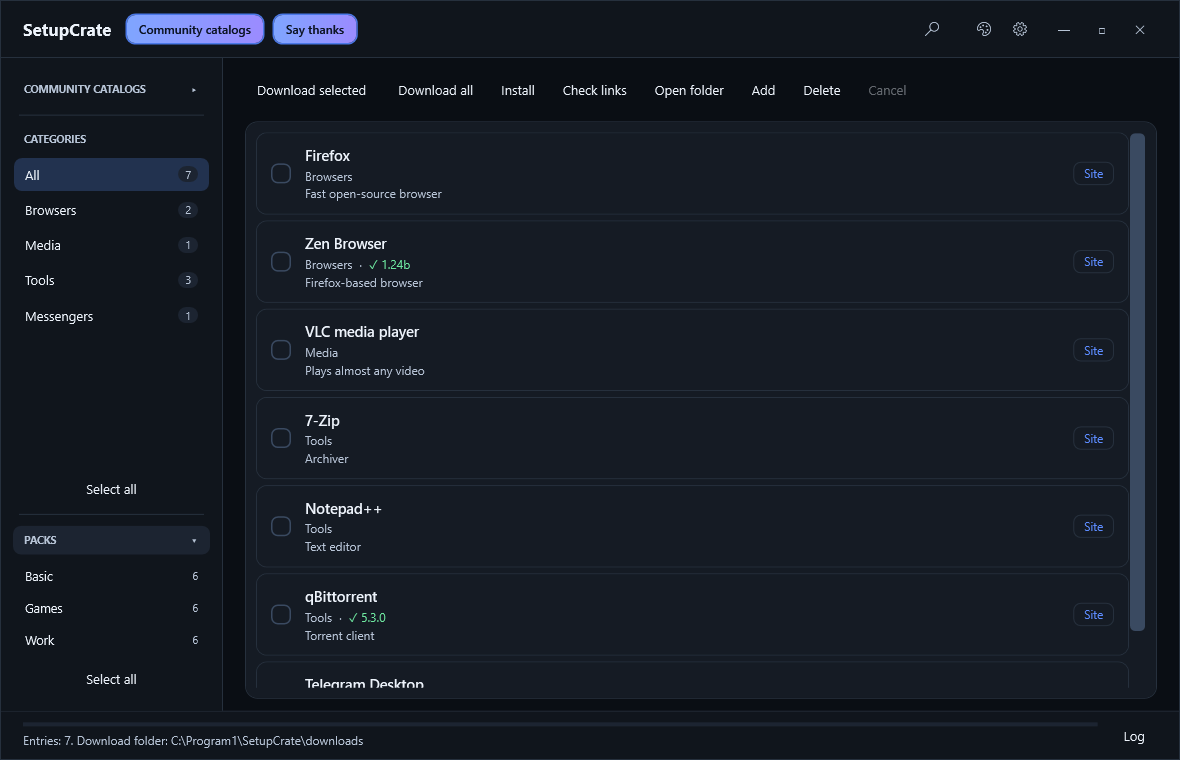 SetupCrate
Community catalogs
Say thanks
COMMUNITY CATALOGS
CATEGORIES
All 7
Browsers 2
Media 1
Tools 3
Messengers 1
Select all
PACKS
Basic 6
Games 6
Work 6
Select all
Download selected
Download all
Install
Check links
Open folder
Add
Delete
Cancel
Firefox
Browsers
Fast open-source browser
Site
Zen Browser
Browsers · ✓ 1.24b
Firefox-based browser
Site
VLC media player
Media
Plays almost any video
Site
7-Zip
Tools
Archiver
Site
Notepad++
Tools
Text editor
Site
qBittorrent
Tools · ✓ 5.3.0
Torrent client
Site
Telegram Desktop
Entries: 7. Download folder: C:\Program1\SetupCrate\downloads
Log